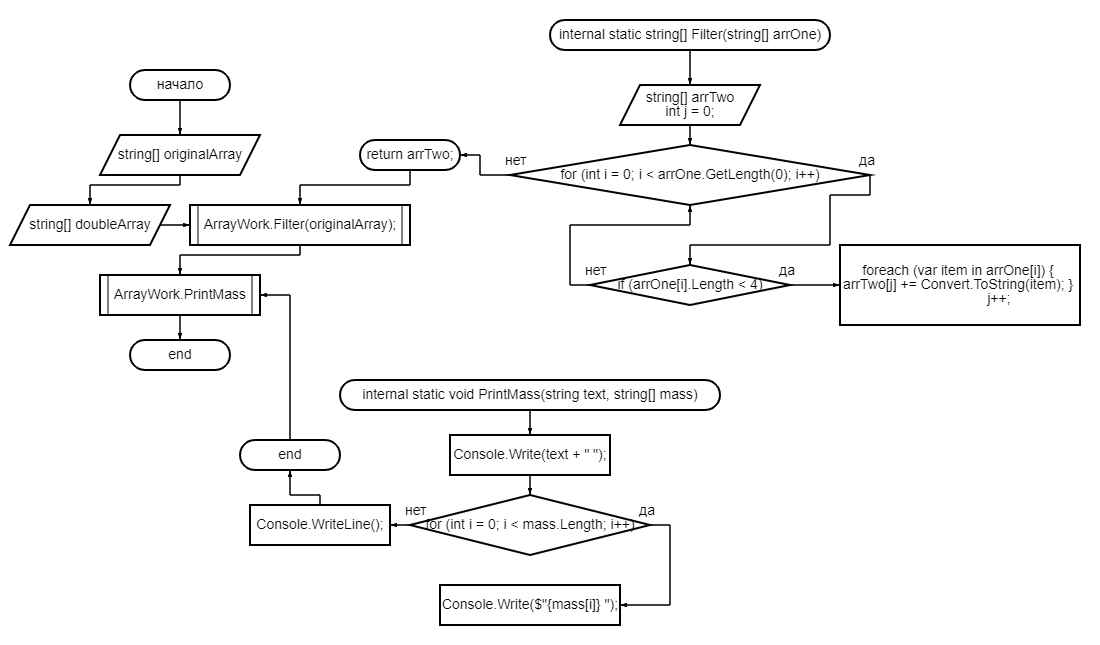 internal static string[] Filter(string[] arrOne)
начало
string[] arrTwo
int j = 0;
string[] originalArray
return arrTwo;
нет
да
for (int i = 0; i < arrOne.GetLength(0); i++)
string[] doubleArray
ArrayWork.Filter(originalArray);
нет
да
if (arrOne[i].Length < 4)
foreach (var item in arrOne[i]) {
arrTwo[j] += Convert.ToString(item); }
j++;
ArrayWork.PrintMass
end
internal static void PrintMass(string text, string[] mass)
end
Console.Write(text + " ");
нет
да
Console.WriteLine();
for (int i = 0; i < mass.Length; i++)
Console.Write($"{mass[i]} ");